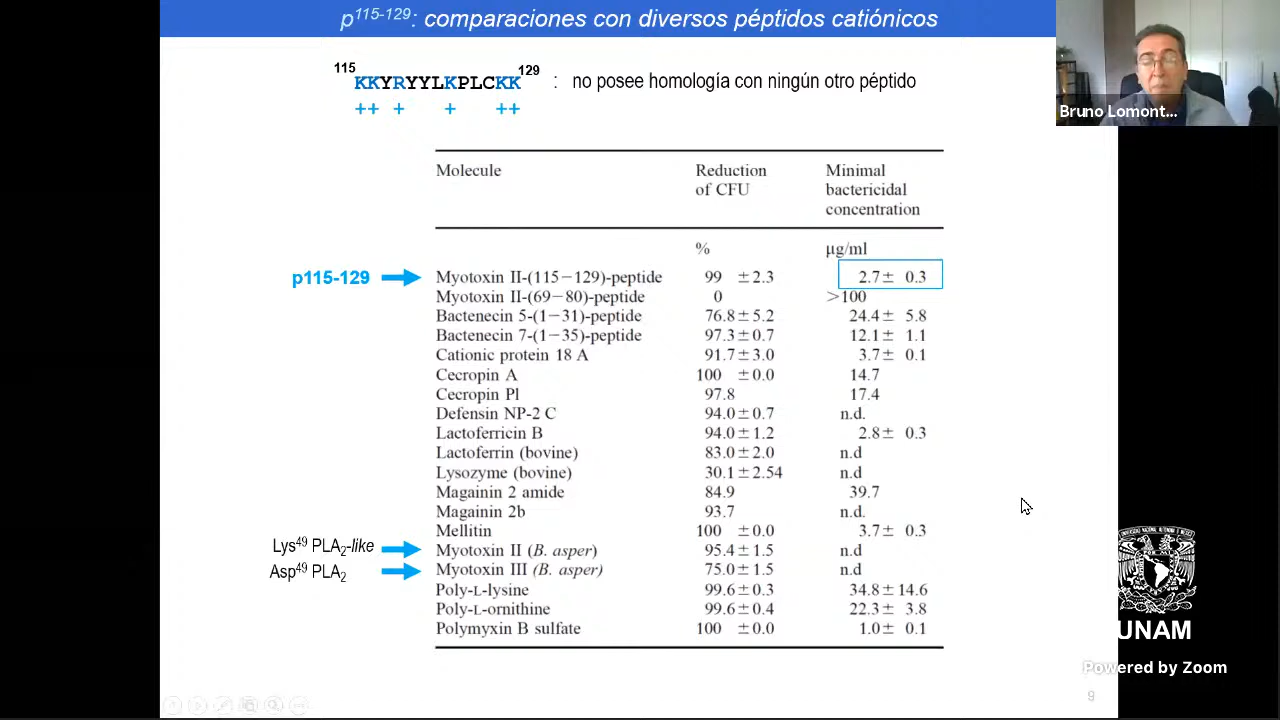 p115-129: comparaciones con diversos péptidos catiónicos
115KKYRYYLKPLCKK129 : no posee homología con ningún otro péptido
++ + + ++
Bruno Lomont...
Molecule Reduction of CFU Minimal bactericidal concentration
% µg/ml
p115-129 Myotoxin II-(115−129)-peptide 99 ±2.3 2.7± 0.3
Myotoxin II-(69−80)-peptide 0 >100
Bactenecin 5-(1−31)-peptide 76.8±5.2 24.4± 5.8
Bactenecin 7-(1−35)-peptide 97.3±0.7 12.1± 1.1
Cationic protein 18 A 91.7±3.0 3.7± 0.1
Cecropin A 100 ±0.0 14.7
Cecropin Pl 97.8 17.4
Defensin NP-2 C 94.0±0.7 n.d.
Lactoferricin B 94.0±1.2 2.8± 0.3
Lactoferrin (bovine) 83.0±2.0 n.d
Lysozyme (bovine) 30.1±2.54 n.d
Magainin 2 amide 84.9 39.7
Magainin 2b 93.7 n.d.
Mellitin 100 ±0.0 3.7± 0.3
Lys49 PLA2-like Myotoxin II (B. asper) 95.4±1.5 n.d
Asp49 PLA2 Myotoxin III (B. asper) 75.0±1.5 n.d
Poly-L-lysine 99.6±0.3 34.8±14.6
Poly-L-ornithine 99.6±0.4 22.3± 3.8
Polymyxin B sulfate 100 ±0.0 1.0± 0.1
UNAM
Powered by Zoom
9